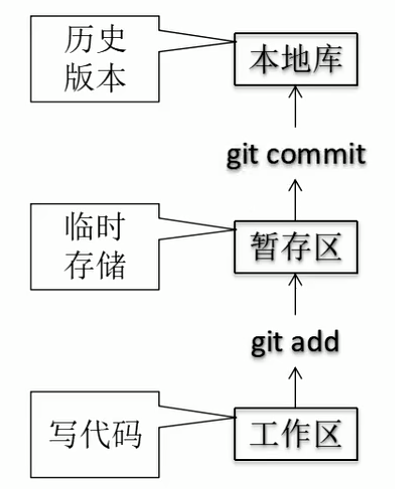 历史
版本
本地库
git commit
临时
存储
暂存区
git add
写代码
工作区